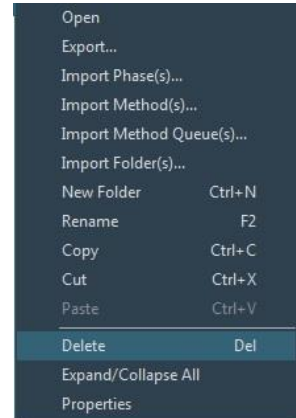 Open
Export...
Import Phase(s)...
Import Method(s)...
Import Method Queue(s)...
Import Folder(s)...
New Folder Ctrl+N
Rename F2
Copy Ctrl+C
Cut Ctrl+X
Paste Ctrl+V
Delete Del
Expand/Collapse All
Properties